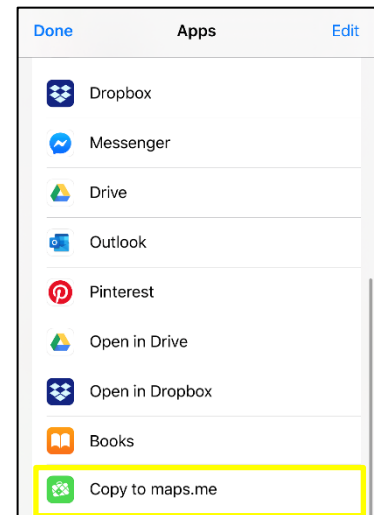 Done Apps Edit
Dropbox
Messenger
Drive
Outlook
Pinterest
Open in Drive
Open in Dropbox
Books
Copy to maps.me